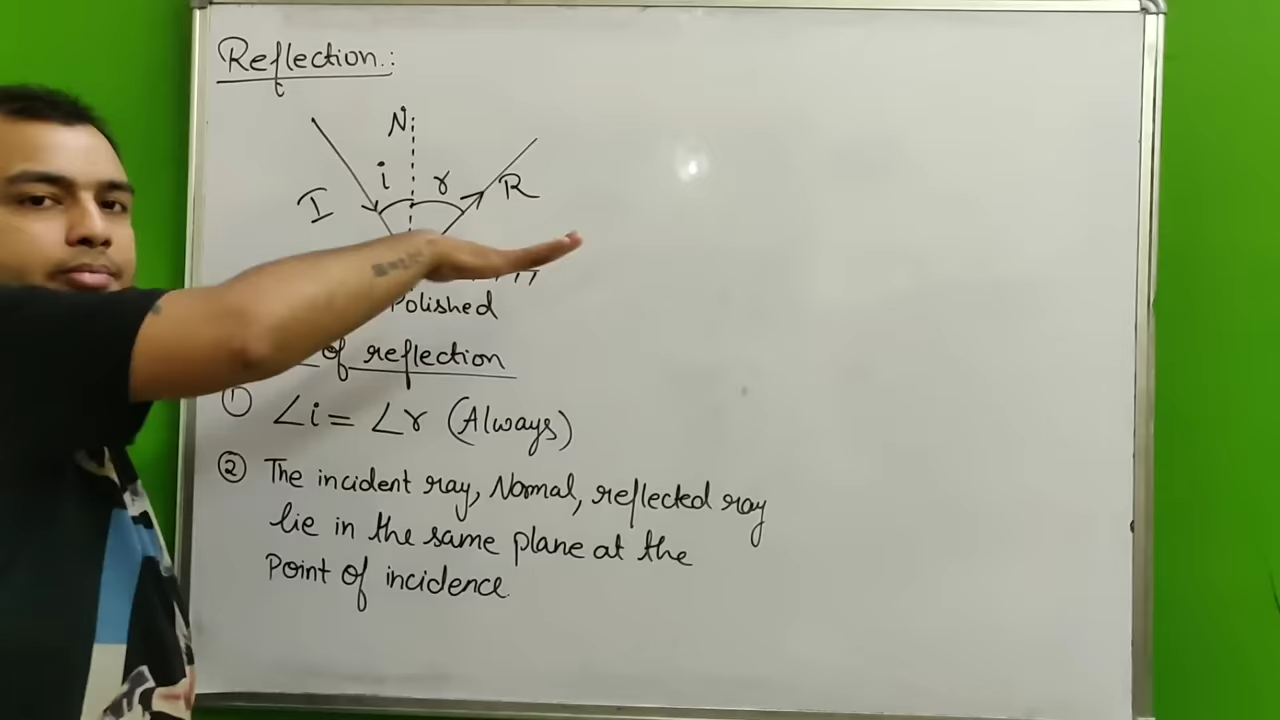 Reflection.:
N
i r
I R
Polished
of reflection
① ∠i = ∠r (Always)
② The incident ray, Normal, reflected ray
lie in the same plane at the
Point of incidence.